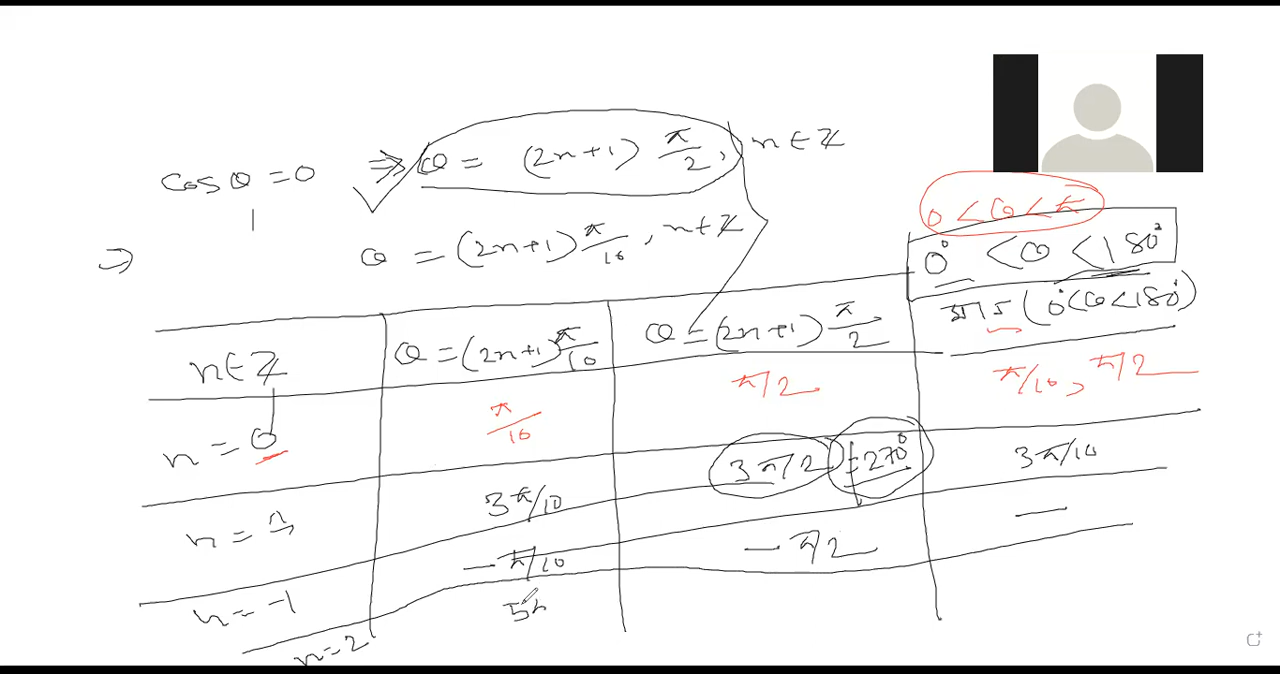 cos θ = 0 ⇒ θ = (2n+1) π/2, n ∈ ℤ
⇒ θ = (2n+1) π/10, n ∈ ℤ
0 < θ < π
0° < θ < 180°
n ∈ ℤ θ = (2n+1) π/10 θ = (2n+1) π/2 (0° < θ < 180°)
n = 0 π/10 π/2 π/10, π/2
n = 1 3π/10 3π/2 = 270° 3π/10
n = -1 -π/10 -π/2 —
n = 2 5π